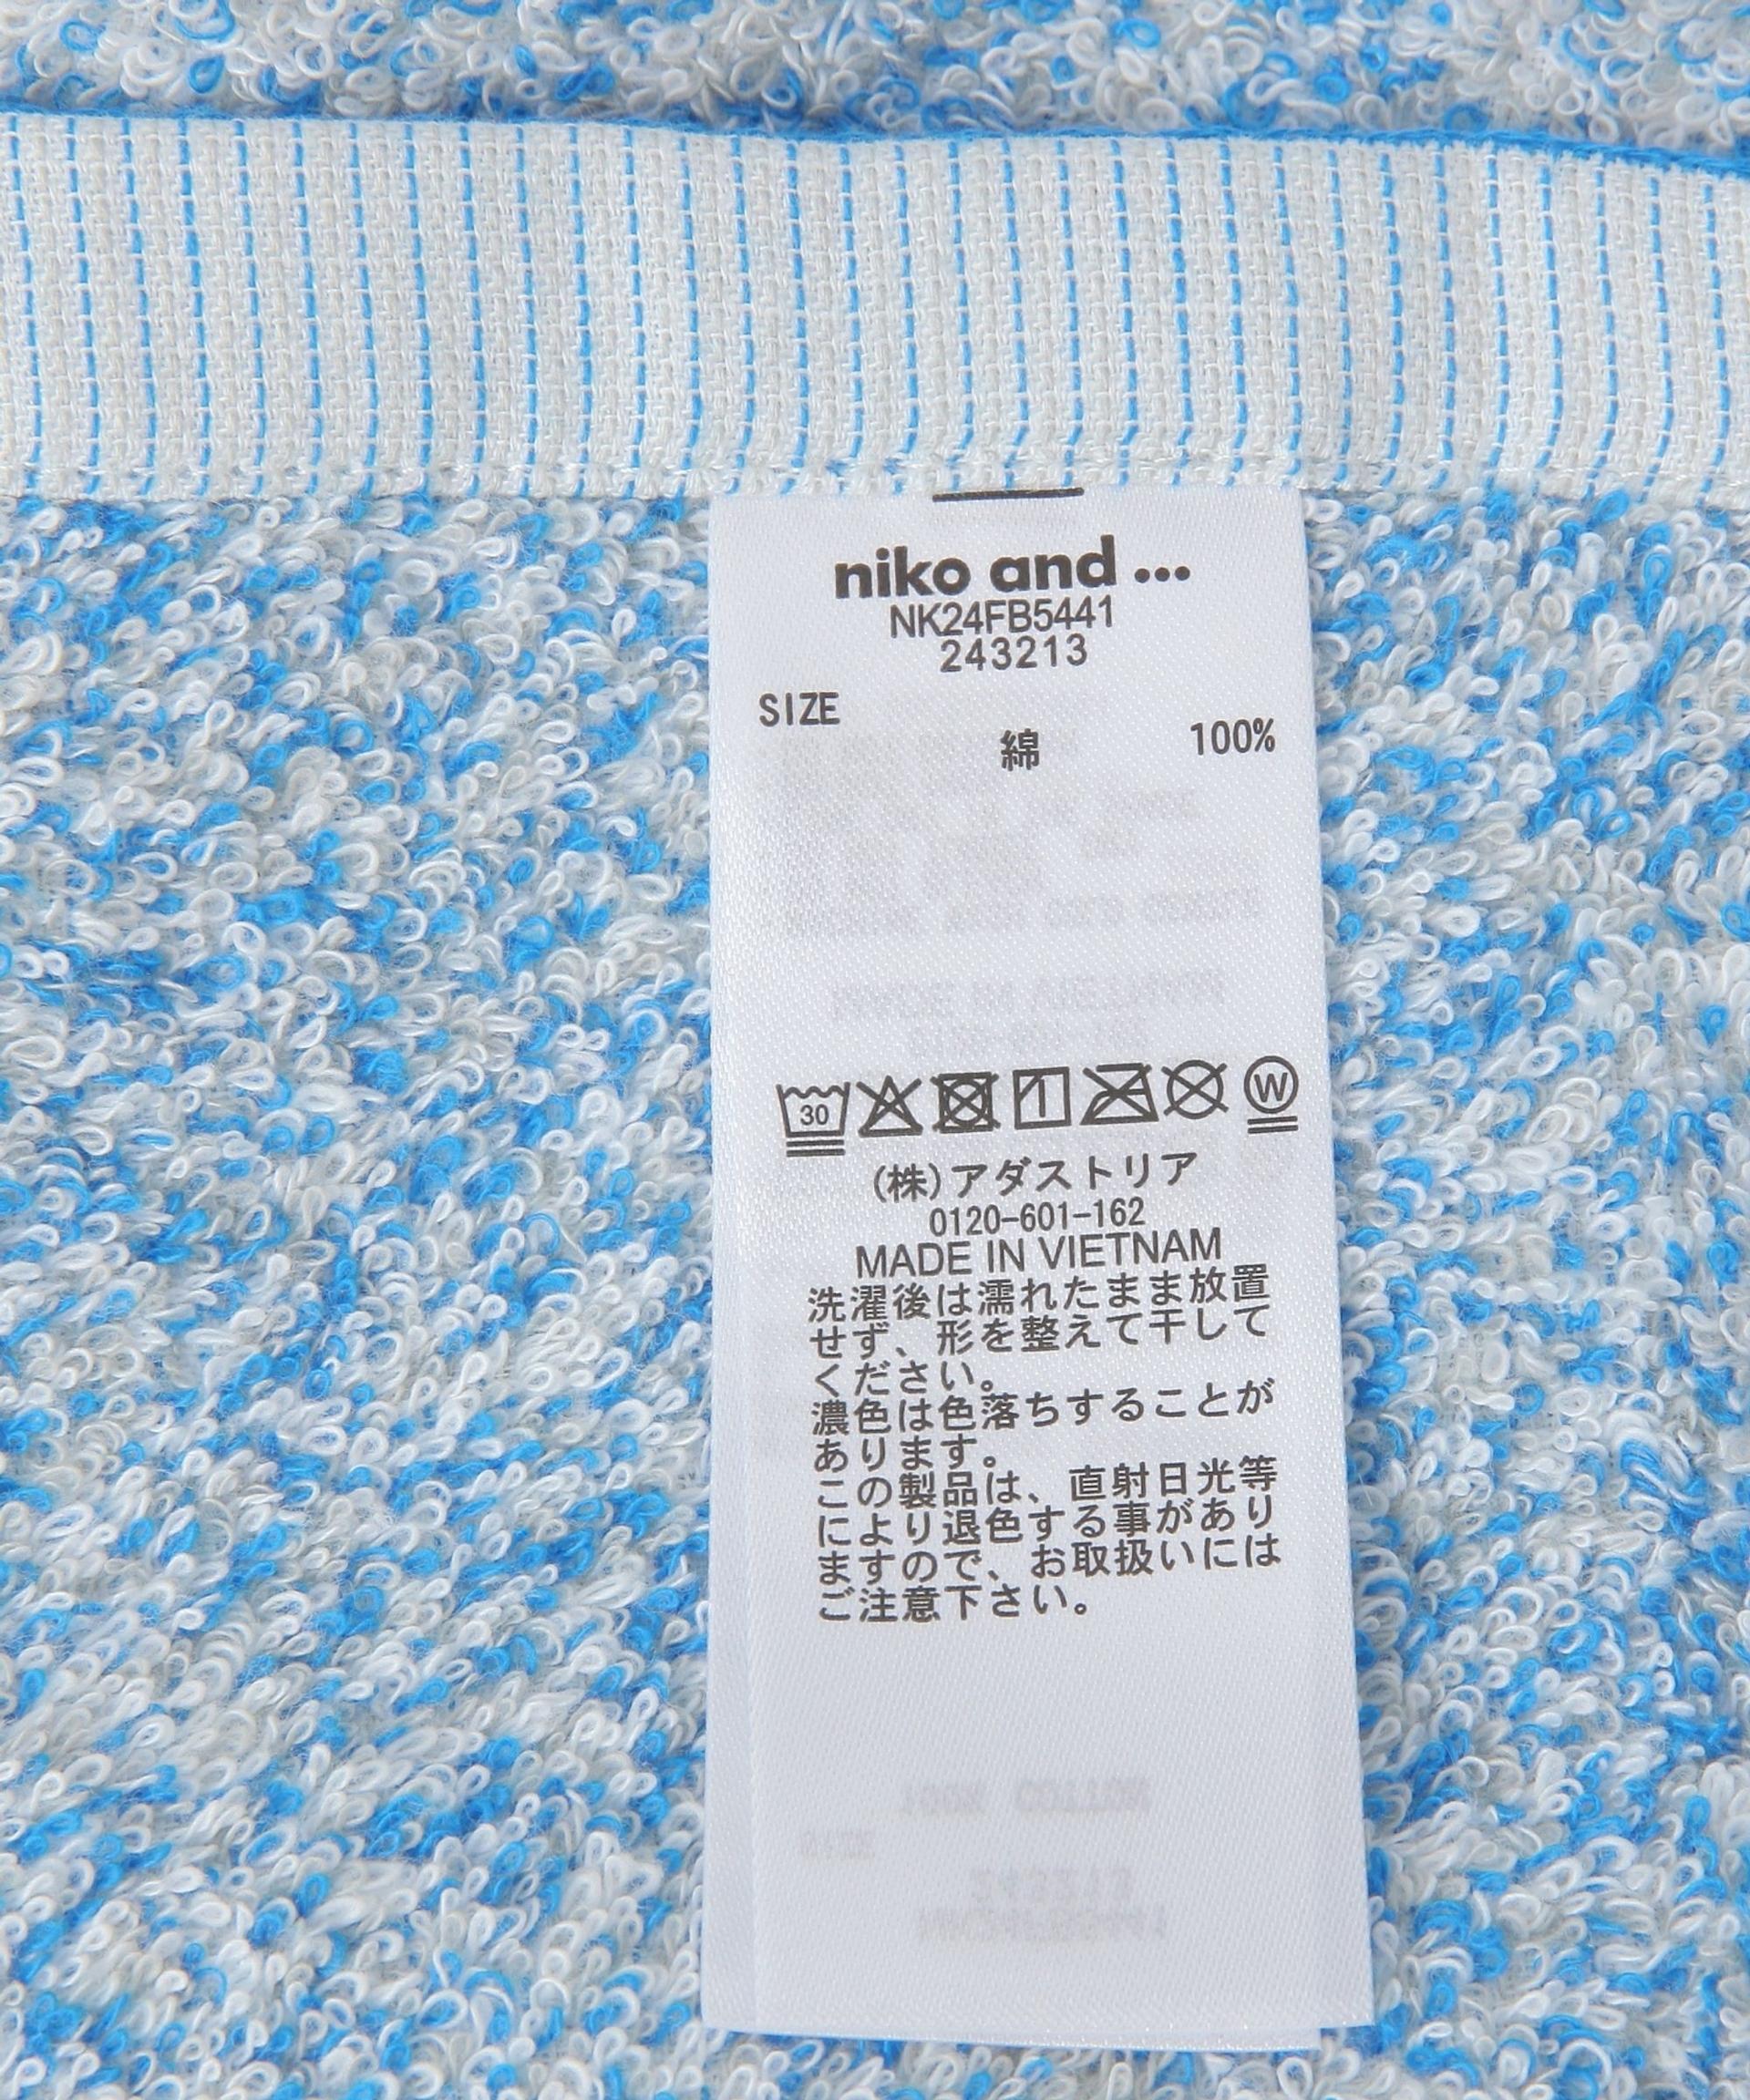 niko and ...
NK24FB5441
243213
SIZE
綿 100%
30
W
(株)アダストリア
0120-601-162
MADE IN VIETNAM
洗濯後は濡れたまま放置
せず、形を整えて干して
ください。
濃色は色落ちすることが
あります。
この製品は、直射日光等
により退色する事があり
ますので、お取扱いには
ご注意下さい。